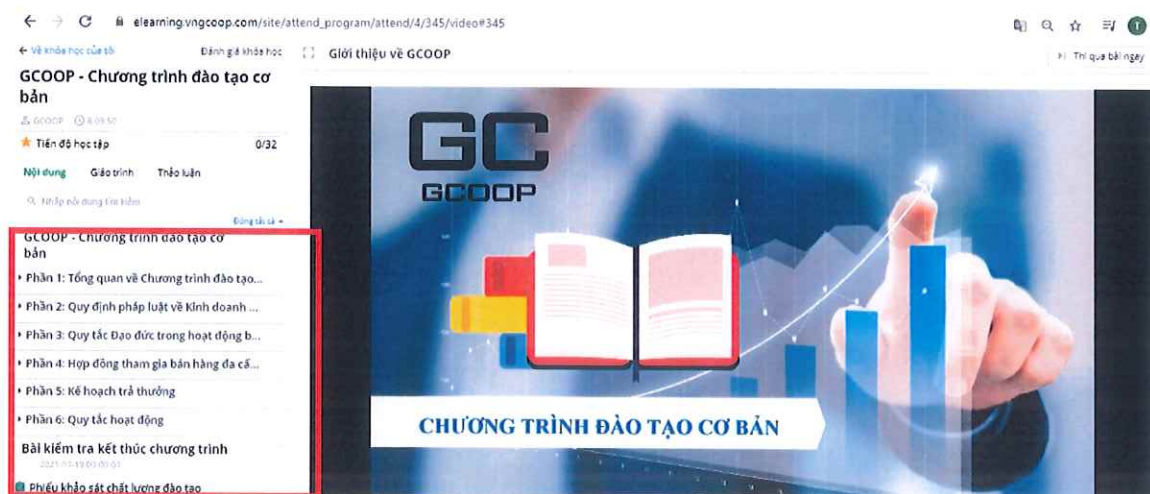 elearning.vngcoop.com/site/attend_program/attend/4/345/video#345
T
Về khóa học của tôi
Đánh giá khóa học
GCOOP - Chương trình đào tạo cơ
bản
GCOOP
Tiến độ học tập
0/32
Nội dung
Giáo trình
Thảo luận
Nhập nội dung tìm kiếm
Đóng tất cả
GCOOP - Chương trình đào tạo cơ
bản
Phần 1: Tổng quan về Chương trình đào tạo...
Phần 2: Quy định pháp luật về Kinh doanh ...
Phần 3: Quy tắc Đạo đức trong hoạt động b...
Phần 4: Hợp đồng tham gia bán hàng đa cấ...
Phần 5: Kế hoạch trả thưởng
Phần 6: Quy tắc hoạt động
Bài kiểm tra kết thúc chương trình
Phiếu khảo sát chất lượng đào tạo
Giới thiệu về GCOOP
Thi qua bài ngay
GC
GCOOP
CHƯƠNG TRÌNH ĐÀO TẠO CƠ BẢN